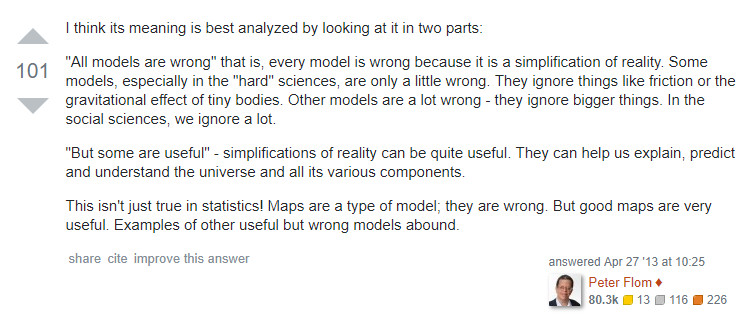 I think its meaning is best analyzed by looking at it in two parts:
"All models are wrong" that is, every model is wrong because it is a simplification of reality. Some
models, especially in the "hard" sciences, are only a little wrong. They ignore things like friction or the
gravitational effect of tiny bodies. Other models are a lot wrong - they ignore bigger things. In the
social sciences, we ignore a lot.
101
"But some are useful" - simplifications of reality can be quite useful. They can help us explain, predict
and understand the universe and all its various components.
This isn't just true in statistics! Maps are a type of model; they are wrong. But good maps are very
useful. Examples of other useful but wrong models abound.
share cite improve this answer
answered Apr 27 '13 at 10:25
Peter Flom ♦
80.3k 13 116 226